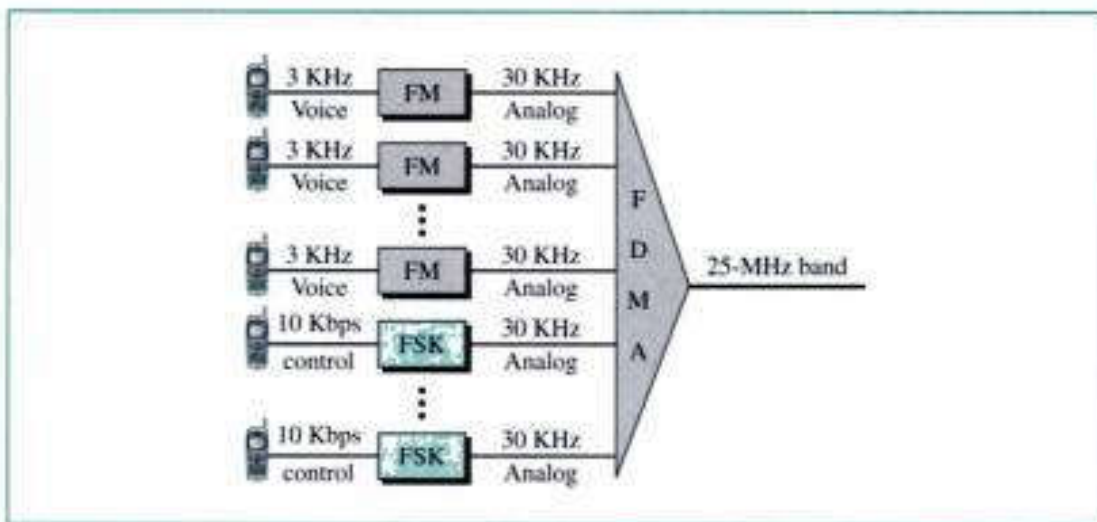 3 KHz
Voice
FM
30 KHz
Analog
3 KHz
Voice
FM
30 KHz
Analog
3 KHz
Voice
FM
30 KHz
Analog
10 Kbps
control
FSK
30 KHz
Analog
10 Kbps
control
FSK
30 KHz
Analog
F
D
M
A
25-MHz band